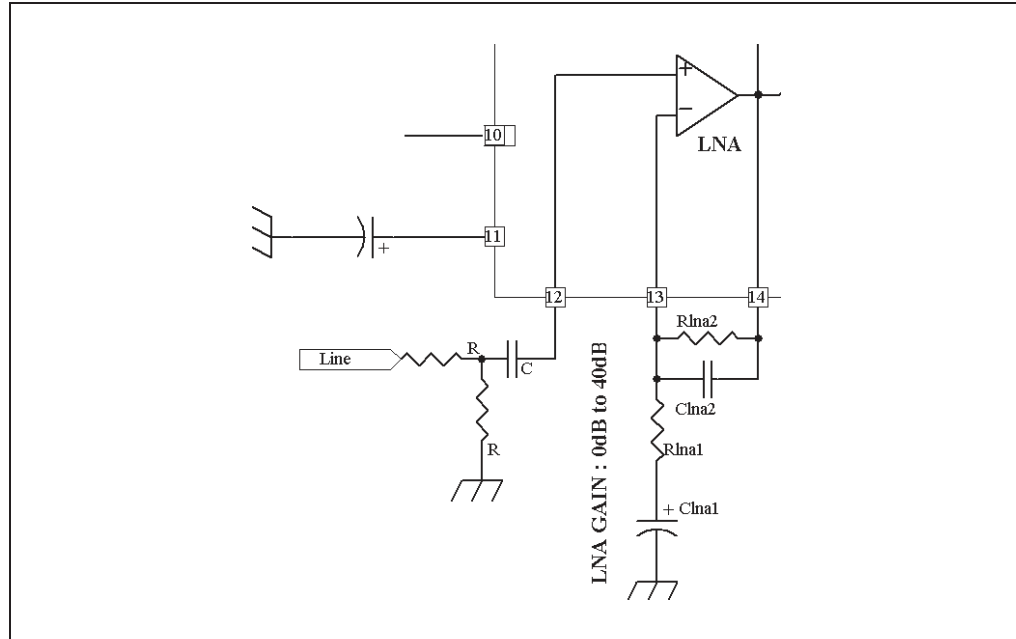 +
−
LNA
10
11
+
12
13
14
Rlna2
Line
R
C
Clna2
R
Rlna1
+ Clna1
LNA GAIN : 0dB to 40dB